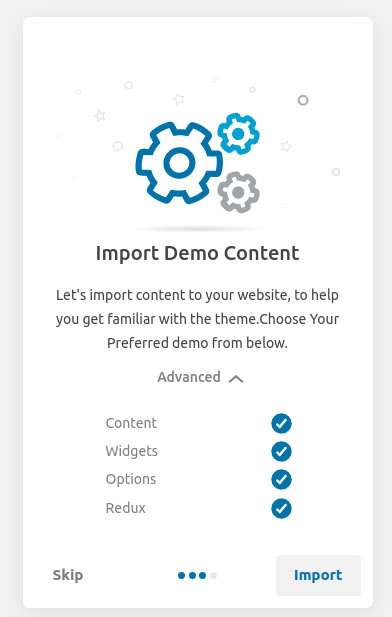 Import Demo Content
Let's import content to your website, to help
you get familiar with the theme.Choose Your
Preferred demo from below.
Advanced
Content
Widgets
Options
Redux
Skip
Import